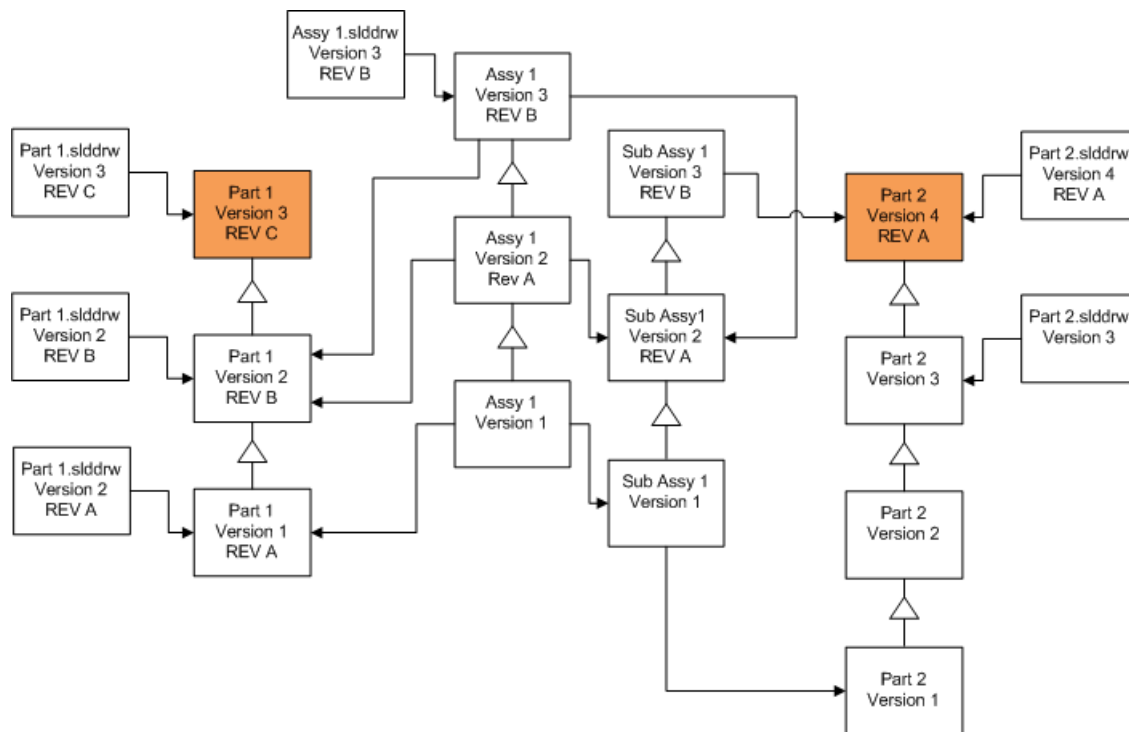 Assy 1.slddrw
Version 3
REV B
Assy 1
Version 3
REV B
Part 1.slddrw
Version 3
REV C
Part 1
Version 3
REV C
Sub Assy 1
Version 3
REV B
Part 2
Version 4
REV A
Part 2.slddrw
Version 4
REV A
Assy 1
Version 2
Rev A
Part 1.slddrw
Version 2
REV B
Part 1
Version 2
REV B
Sub Assy1
Version 2
REV A
Part 2
Version 3
Part 2.slddrw
Version 3
Assy 1
Version 1
Part 1.slddrw
Version 2
REV A
Part 1
Version 1
REV A
Sub Assy 1
Version 1
Part 2
Version 2
Part 2
Version 1